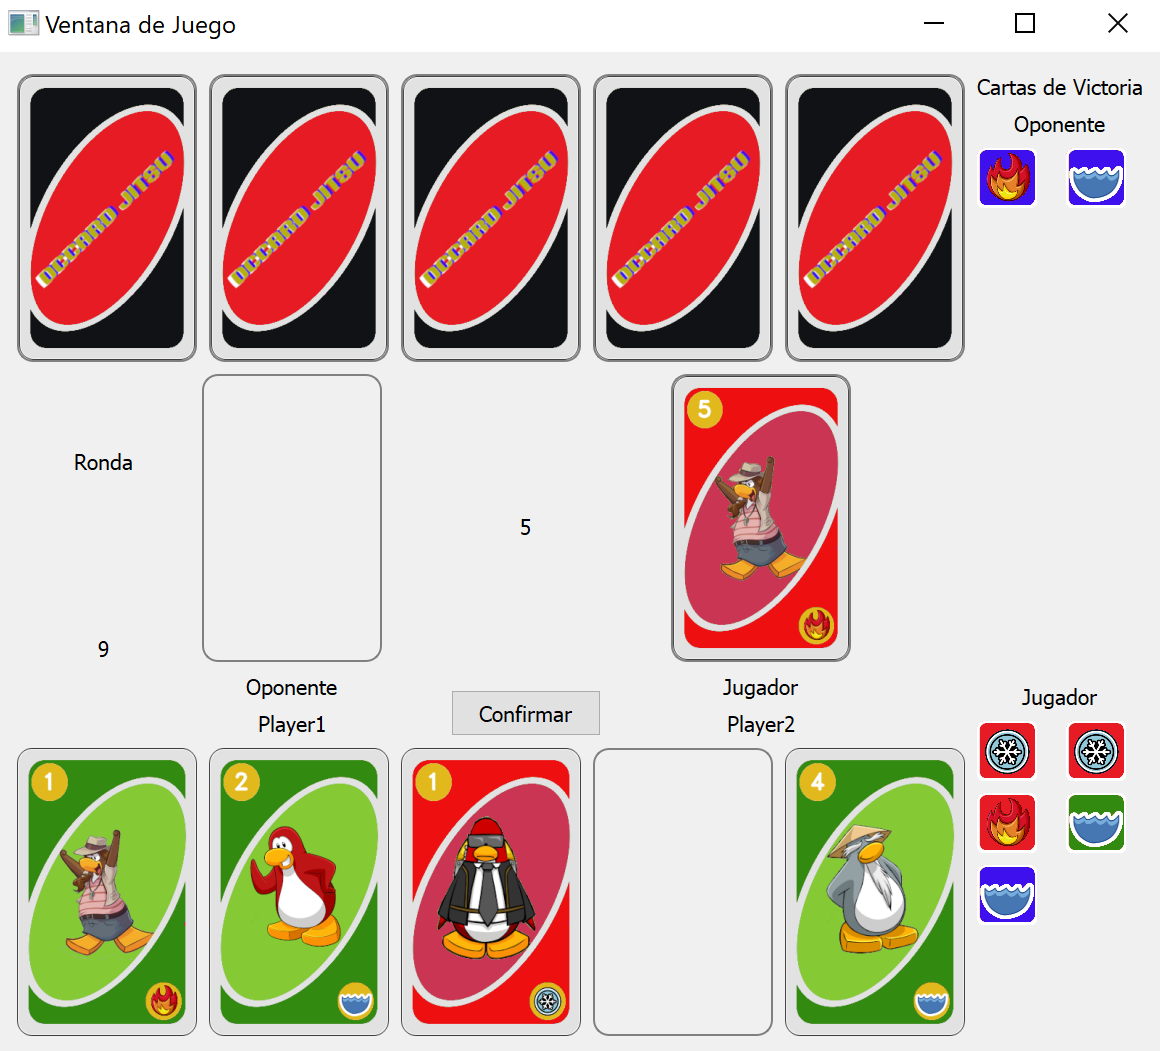 Ventana de Juego
DCCARD JITSU
DCCARD JITSU
DCCARD JITSU
DCCARD JITSU
DCCARD JITSU
Cartas de Victoria
Oponente
Ronda
5
5
9
Oponente
Jugador
Player1
Confirmar
Player2
Jugador
1
2
1
4